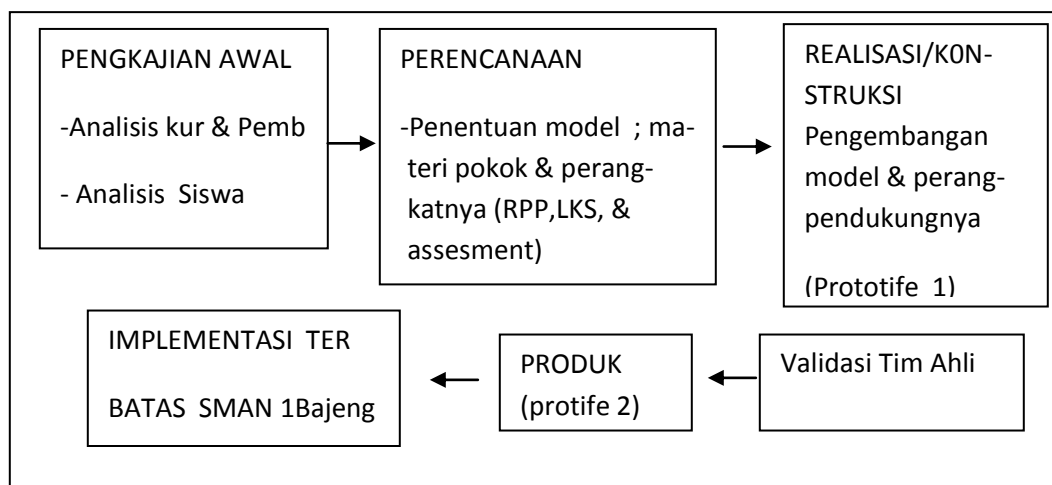 PENGKAJIAN AWAL
-Analisis kur & Pemb
- Analisis Siswa
PERENCANAAN
-Penentuan model ; ma-
teri pokok & perang-
katnya (RPP,LKS, &
assesment)
REALISASI/K0N-
STRUKSI
Pengembangan
model & perang-
pendukungnya
(Prototife 1)
Validasi Tim Ahli
PRODUK
(protife 2)
IMPLEMENTASI TER
BATAS SMAN 1Bajeng